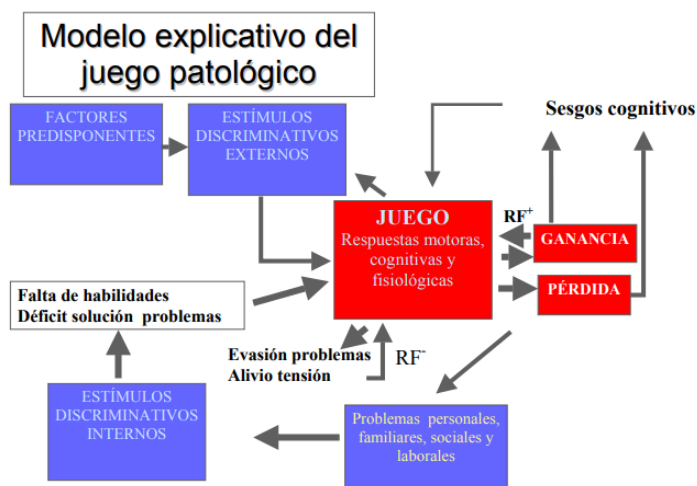 Modelo explicativo del
juego patológico
FACTORES
PREDISPONENTES
ESTÍMULOS
DISCRIMINATIVOS
EXTERNOS
Sesgos cognitivos
JUEGO
Respuestas motoras,
cognitivas y
fisiológicas
RF+
GANANCIA
PÉRDIDA
Falta de habilidades
Déficit solución problemas
Evasión problemas
Alivio tensión
RF-
ESTÍMULOS
DISCRIMINATIVOS
INTERNOS
Problemas personales,
familiares, sociales y
laborales